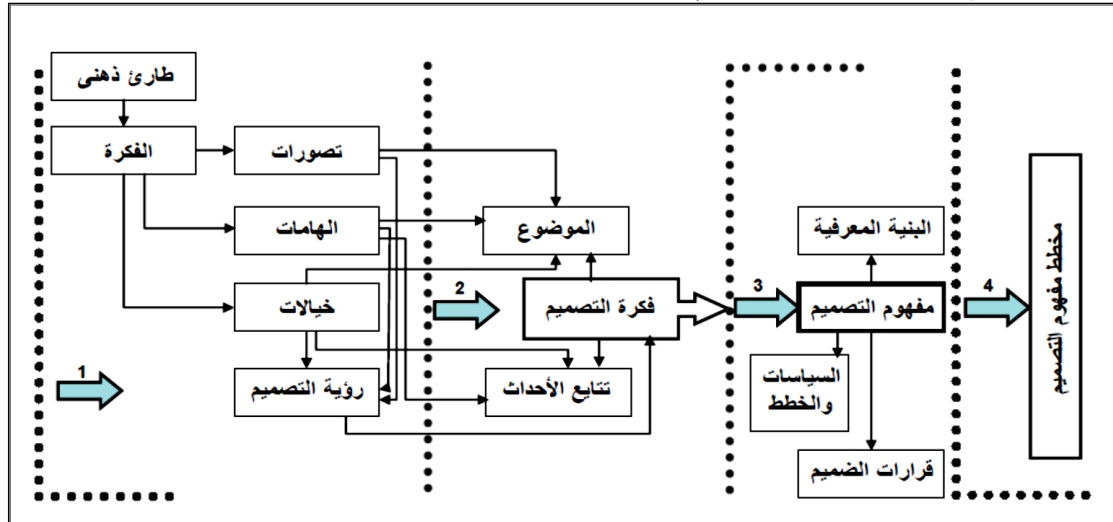 طارئ ذهنى
الفكرة
تصورات
الهامات
خيالات
رؤية التصميم
1
الموضوع
2
فكرة التصميم
تتابع الأحداث
3
البنية المعرفية
مفهوم التصميم
السياسات
والخطط
قرارات الضميم
4
مخطط مفهوم التصميم